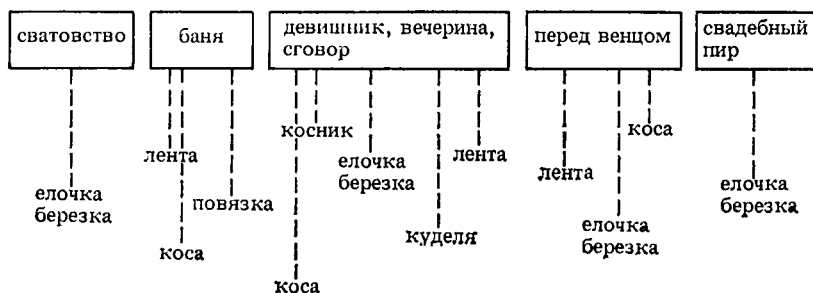 сватовство
баня
девишник, вечерина,
сговор
перед венцом
свадебный
пир
елочка
березка
лента
коса
повязка
косник
елочка
березка
лента
куделя
коса
коса
лента
елочка
березка
елочка
березка